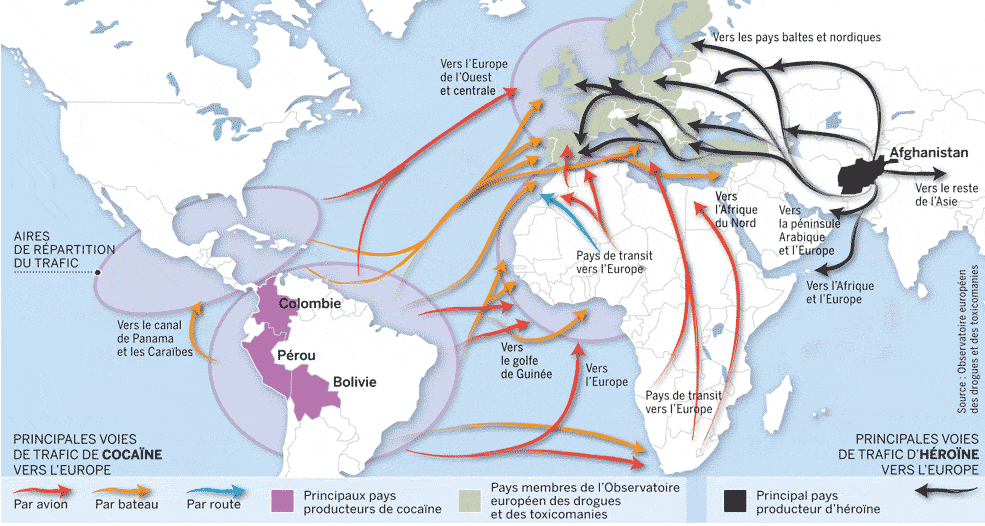 Vers les pays baltes et nordiques
Vers l'Europe
de l'Ouest
et centrale
Afghanistan
Vers le reste
de l'Asie
Vers
l'Afrique
du Nord
Vers
la péninsule
Arabique
et l'Europe
AIRES
DE RÉPARTITION
DU TRAFIC
Pays de transit
vers l'Europe
Vers l'Afrique
et l'Europe
Colombie
Vers le canal
de Panama
et les Caraïbes
Pérou
Bolivie
Vers
le golfe
de Guinée
Vers
l'Europe
Pays de transit
vers l'Europe
Source : Observatoire européen
des drogues et des toxicomanies
PRINCIPALES VOIES
DE TRAFIC DE COCAÏNE
VERS L'EUROPE
PRINCIPALES VOIES
DE TRAFIC D'HÉROÏNE
VERS L'EUROPE
Par avion
Par bateau
Par route
Principaux pays
producteurs de cocaïne
Pays membres de l'Observatoire
européen des drogues
et des toxicomanies
Principal pays
producteur d'héroïne